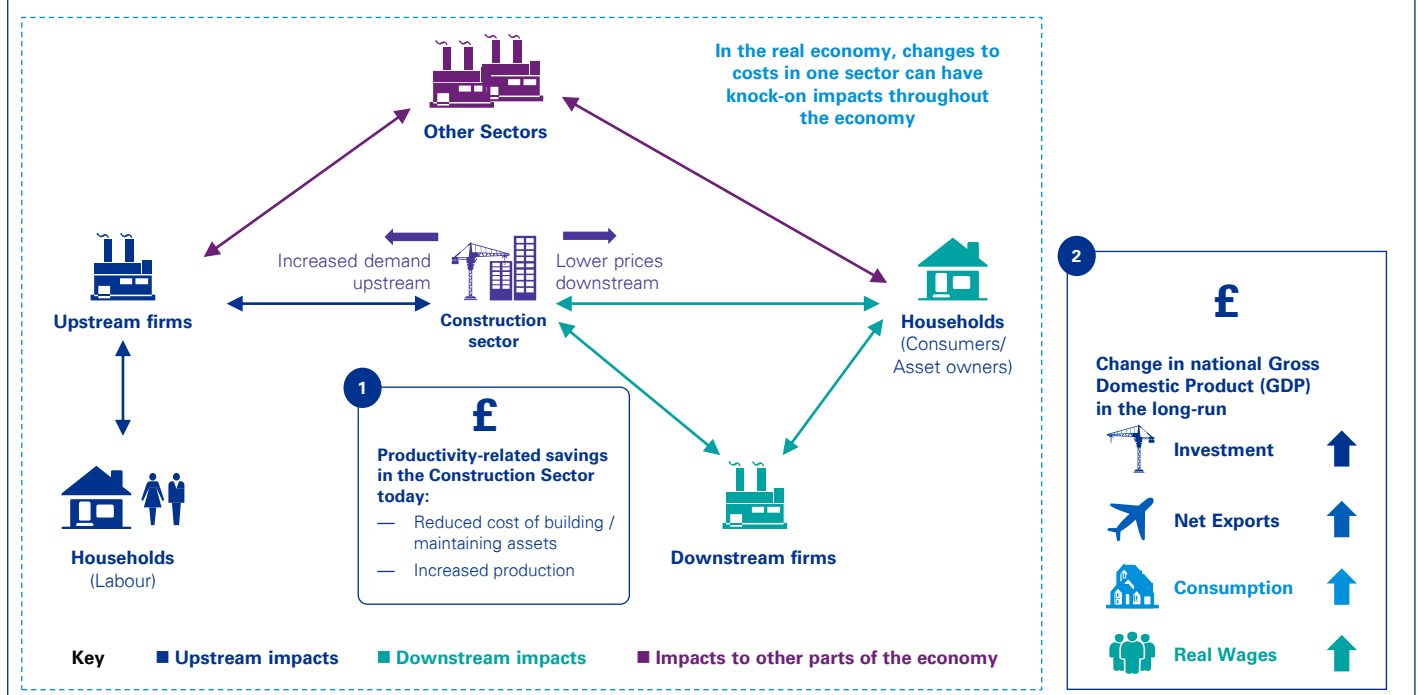 In the real economy, changes to
costs in one sector can have
knock-on impacts throughout
the economy
Other Sectors
Increased demand
upstream
Lower prices
downstream
Upstream firms
Construction
sector
Households
(Consumers/
Asset owners)
1
£
Productivity-related savings
in the Construction Sector
today:
— Reduced cost of building /
maintaining assets
— Increased production
Households
(Labour)
Downstream firms
Key
Upstream impacts
Downstream impacts
Impacts to other parts of the economy
2
£
Change in national Gross
Domestic Product (GDP)
in the long-run
Investment
Net Exports
Consumption
Real Wages